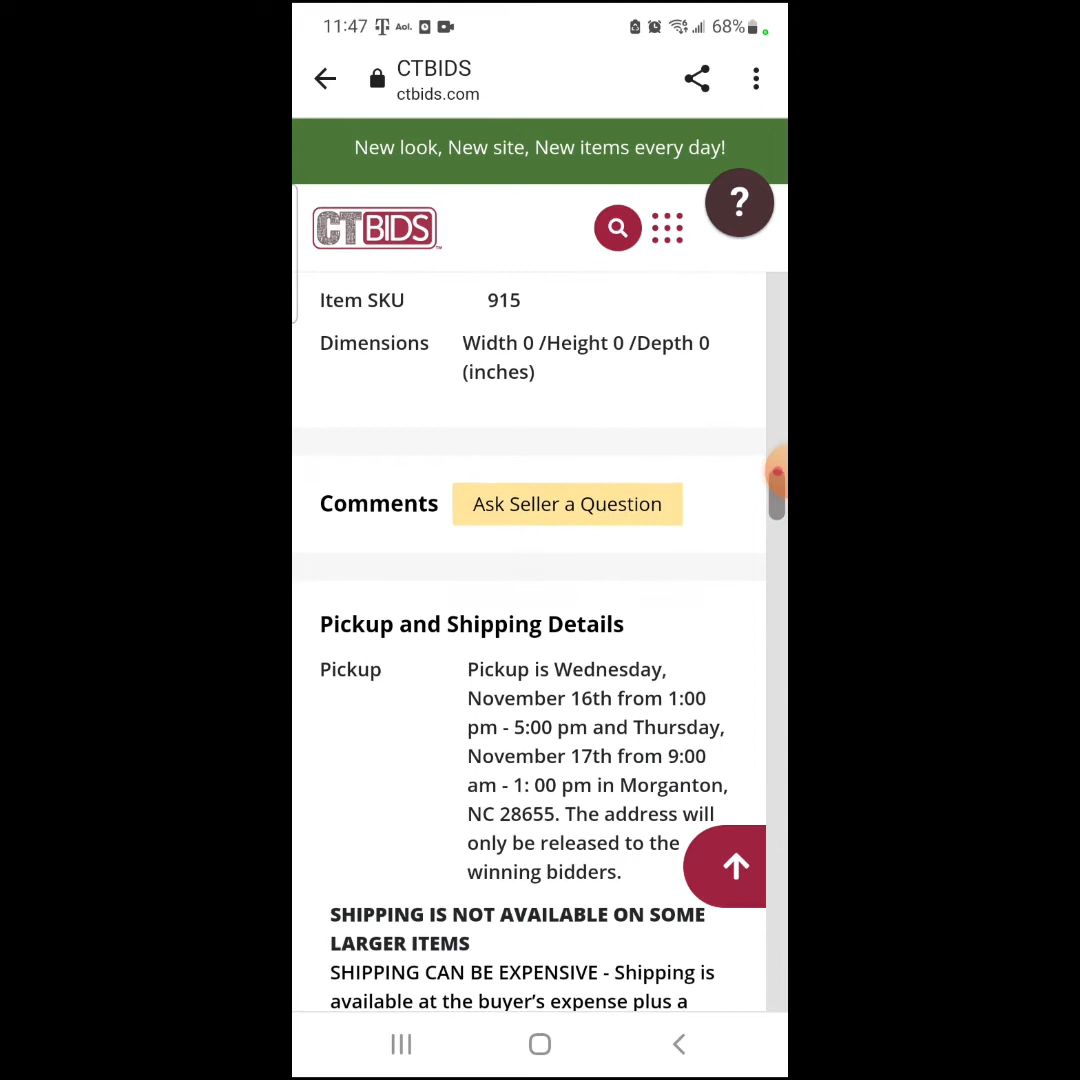 11:47 T Aol. 68%
CTBIDS
ctbids.com
New look, New site, New items every day!
?
CTBIDS™
Item SKU 915
Dimensions Width 0 /Height 0 /Depth 0
(inches)
Comments Ask Seller a Question
Pickup and Shipping Details
Pickup Pickup is Wednesday,
November 16th from 1:00
pm - 5:00 pm and Thursday,
November 17th from 9:00
am - 1: 00 pm in Morganton,
NC 28655. The address will
only be released to the
winning bidders.
SHIPPING IS NOT AVAILABLE ON SOME
LARGER ITEMS
SHIPPING CAN BE EXPENSIVE - Shipping is
available at the buyer’s expense plus a